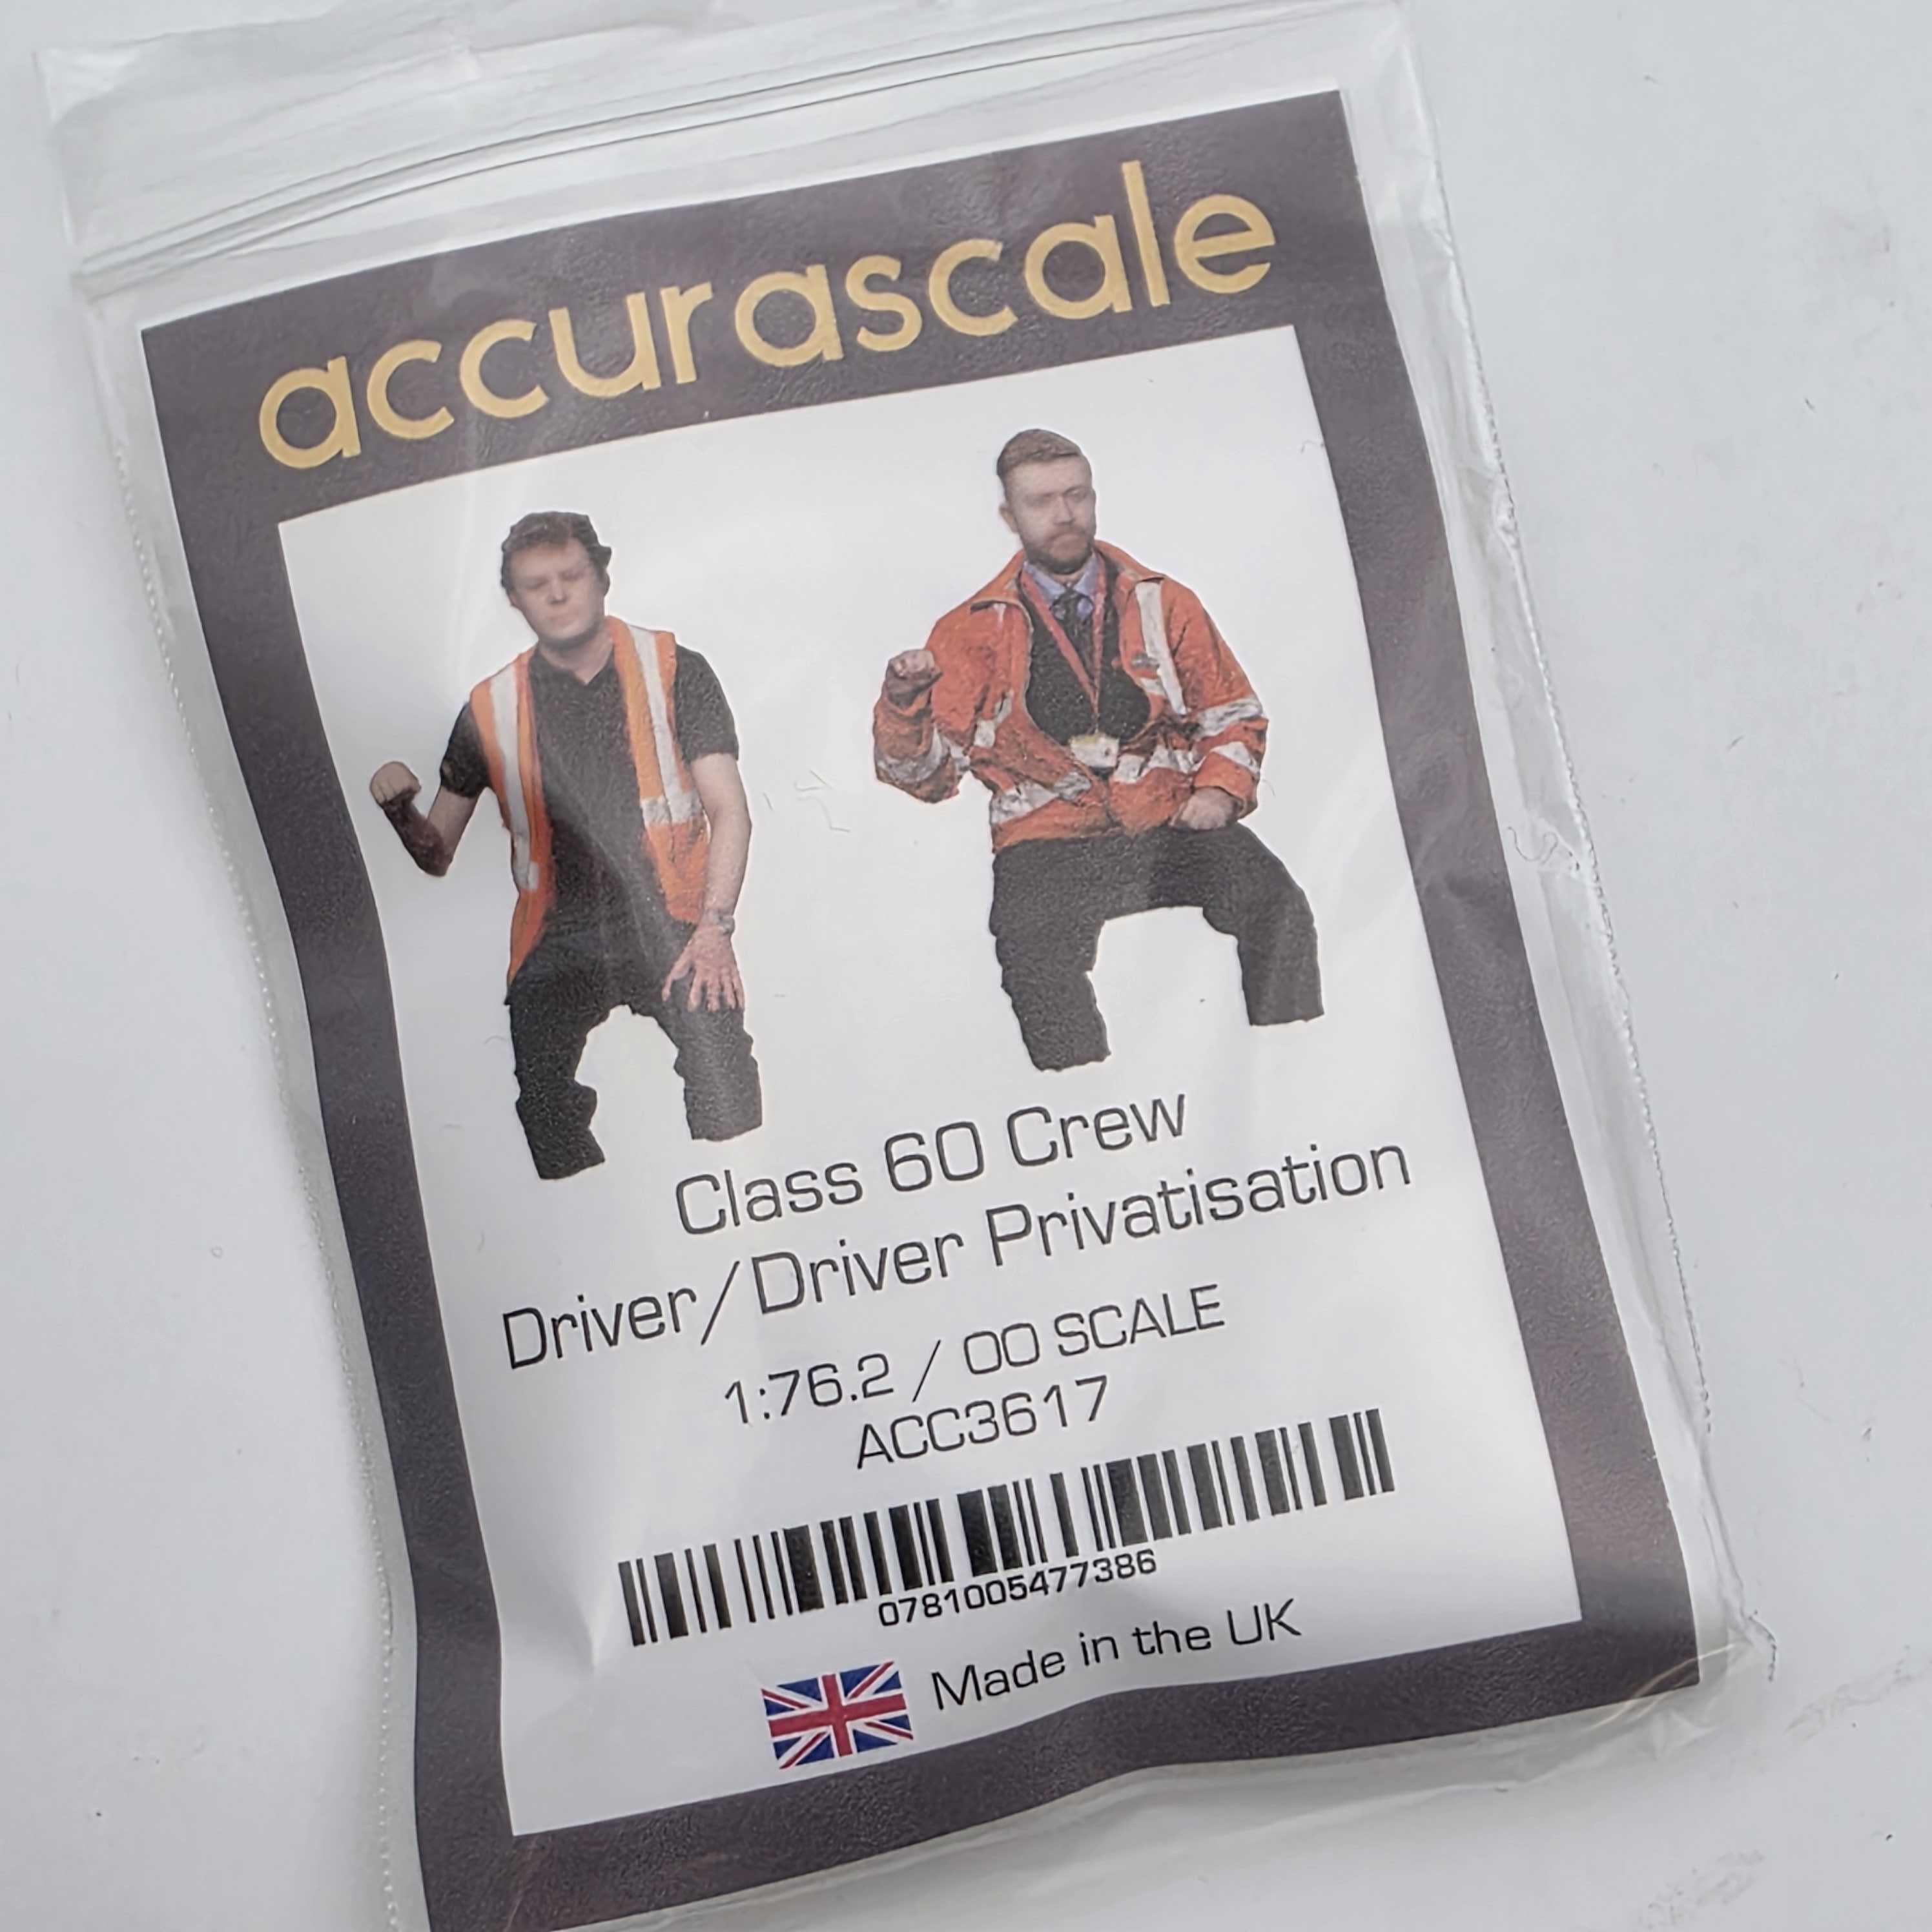 accurascale
Class 60 Crew
Driver/Driver Privatisation
1:76.2 / OO SCALE
ACC3617
0781005477386
Made in the UK